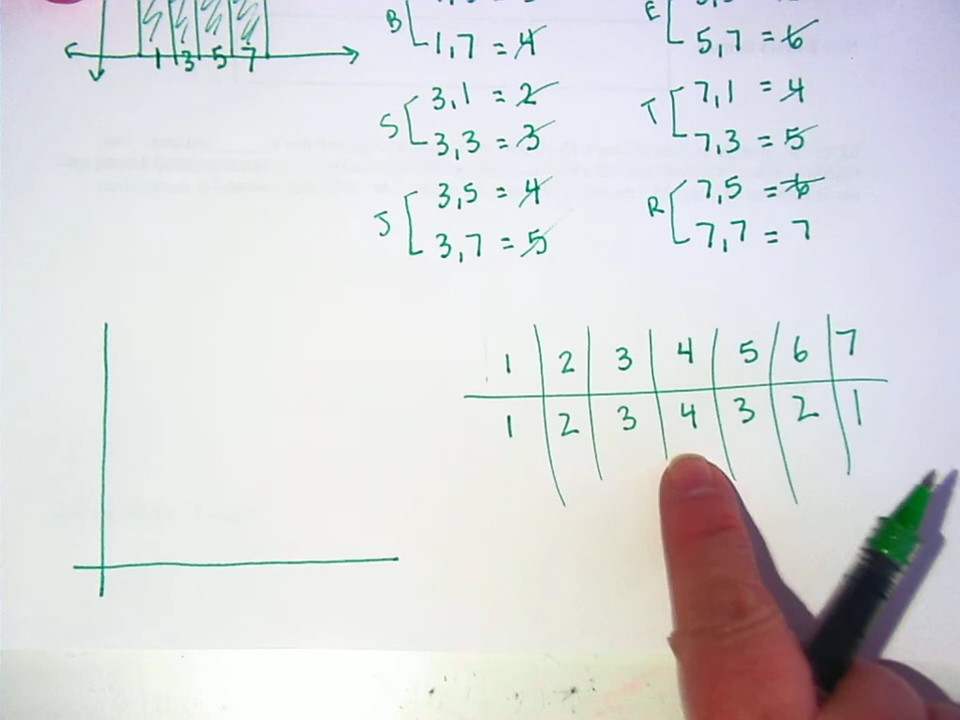 1 3 5 7
B
1,7 = 4
S
3,1 = 2
3,3 = 3
J
3,5 = 4
3,7 = 5
E
5,7 = 6
T
7,1 = 4
7,3 = 5
R
7,5 = 6
7,7 = 7
1 2 3 4 5 6 7
1 2 3 4 3 2 1